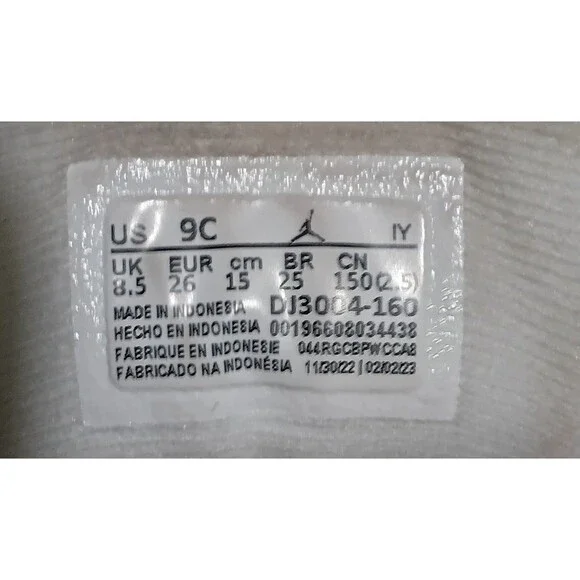 US 9C IY
UK EUR cm BR CN
8.5 26 15 25 150(2.5)
MADE IN INDONESIA DJ3004-160
HECHO EN INDONESIA 00196608034438
FABRIQUE EN INDONESIE 044RGCBPWCCA8
FABRICADO NA INDONÉSIA 11/30/22 | 02/02/23